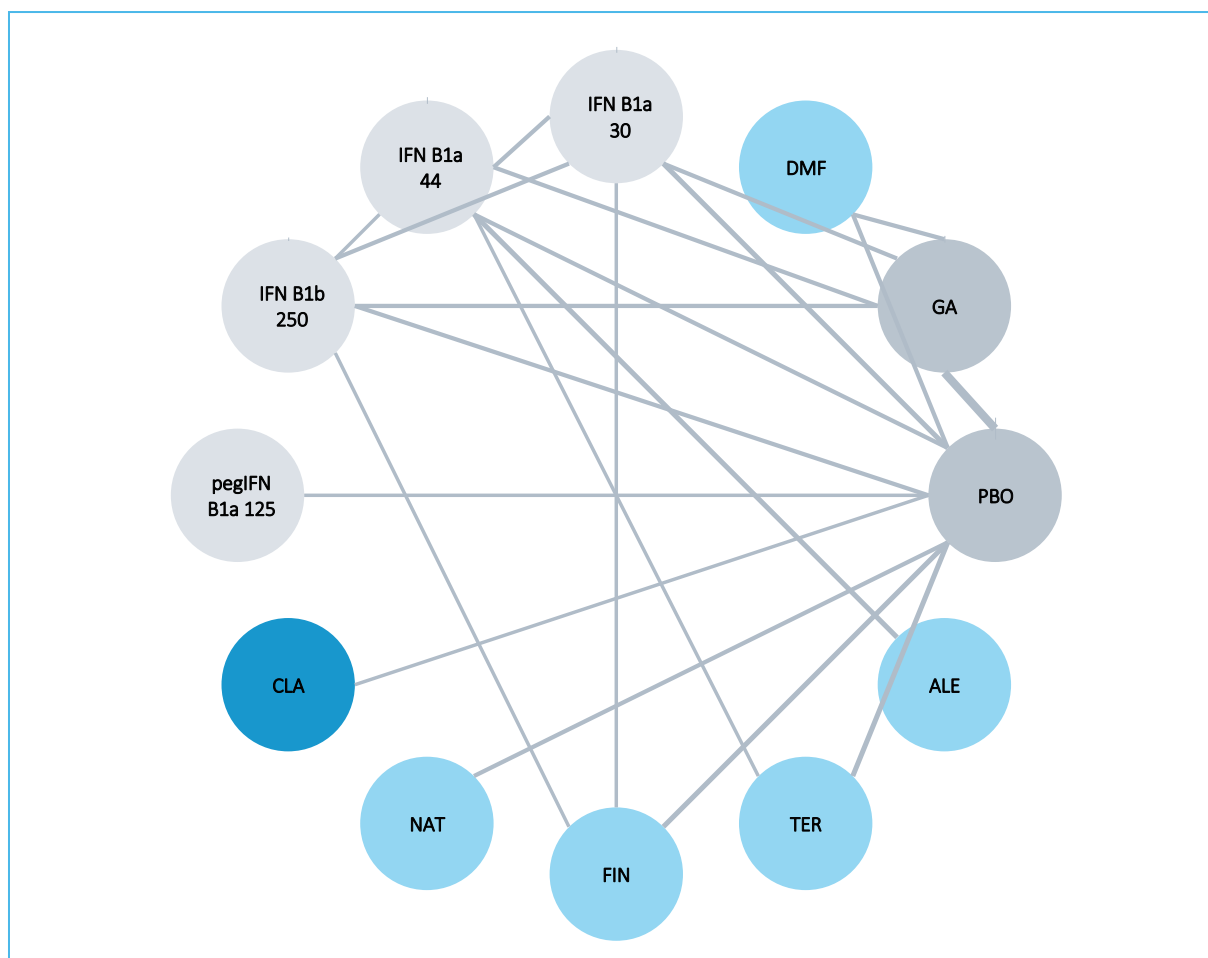 IFN B1a
30
IFN B1a
44
DMF
IFN B1b
250
GA
pegIFN
B1a 125
PBO
CLA
ALE
NAT
TER
FIN